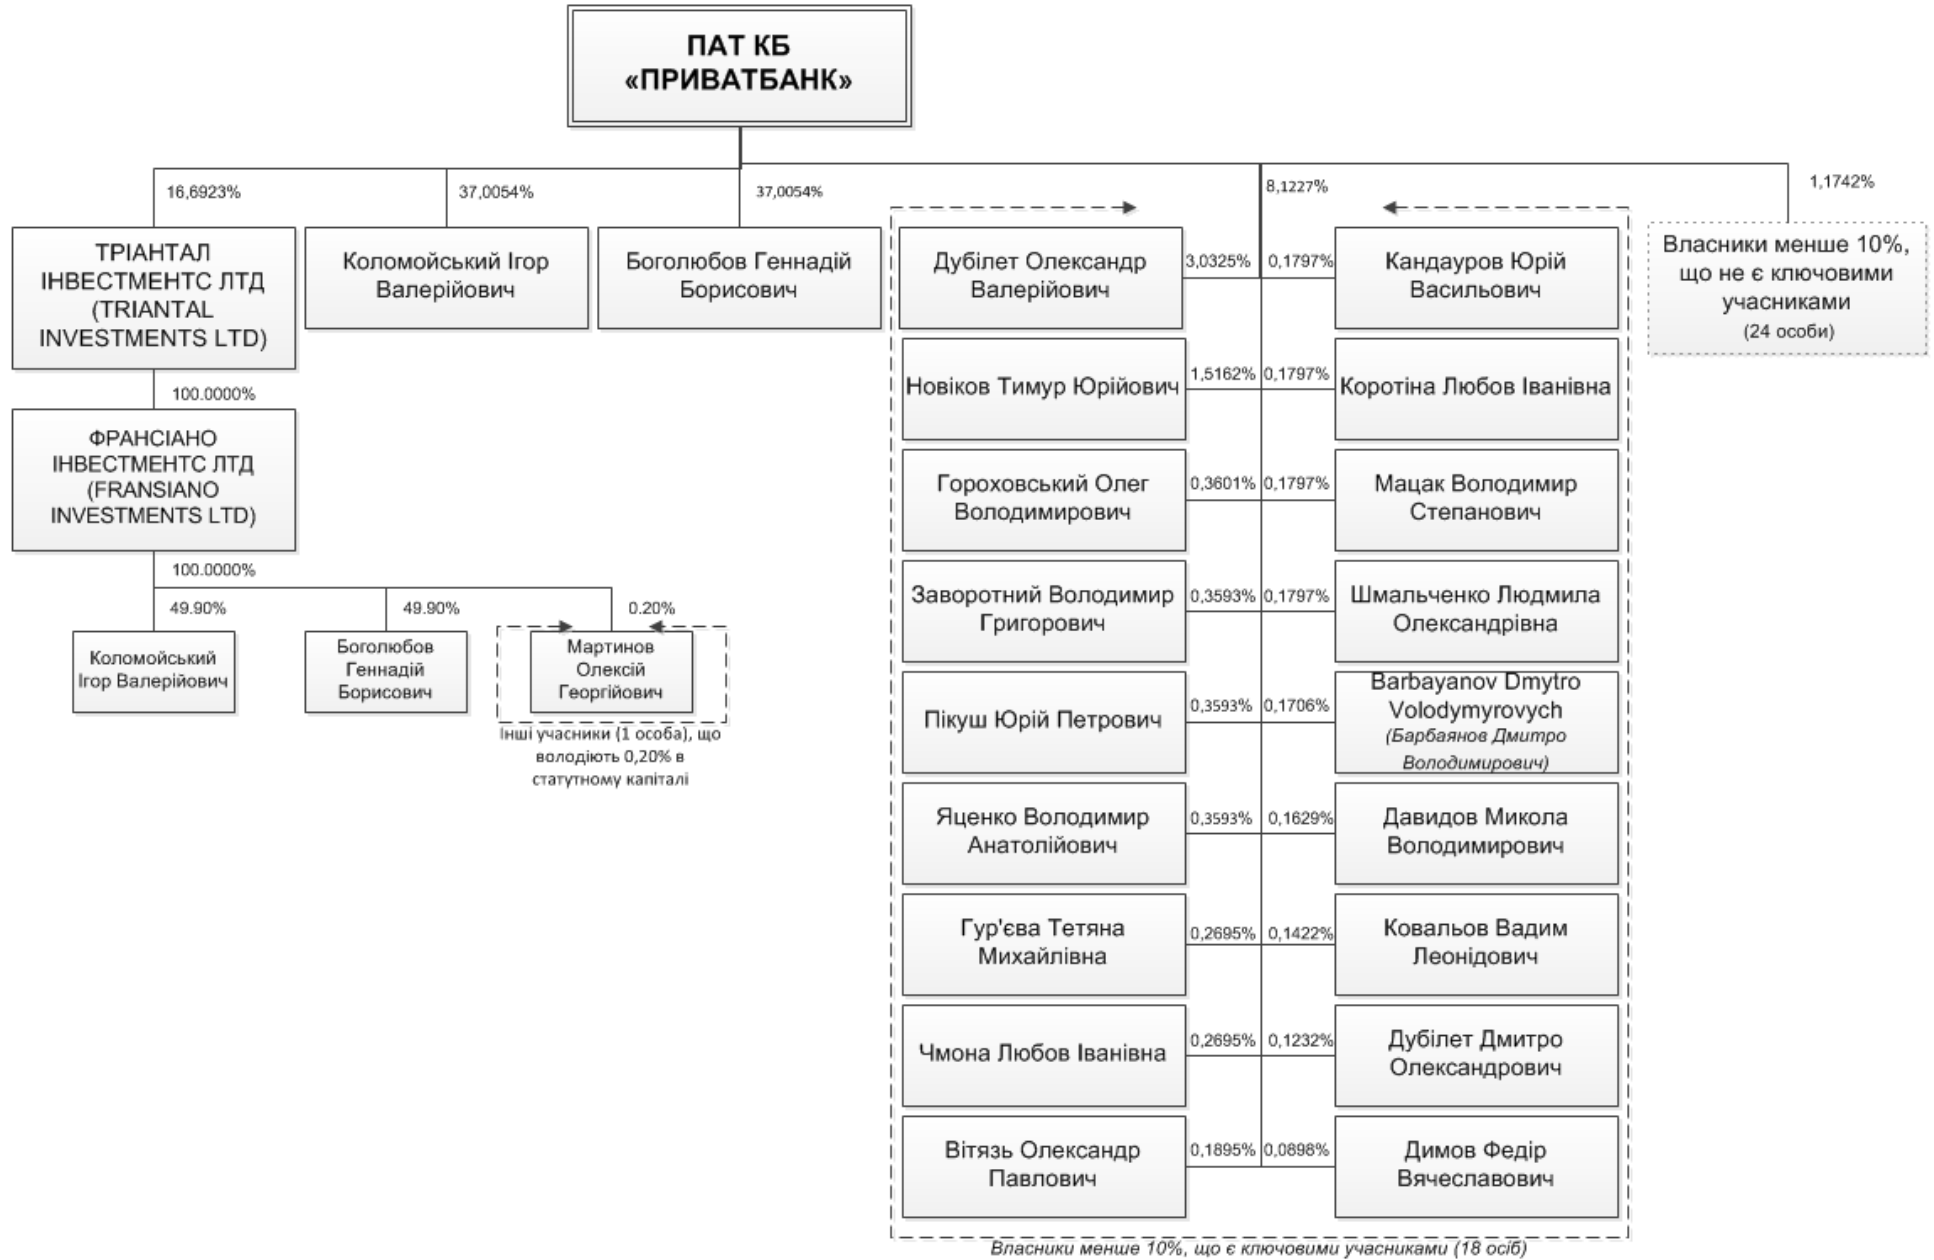 ПАТ КБ
«ПРИВАТБАНК»
16,6923%
37,0054%
37,0054%
8,1227%
1,1742%
ТРІАНТАЛ
ІНВЕСТМЕНТС ЛТД
(TRIANTAL
INVESTMENTS LTD)
Коломойський Ігор
Валерійович
Боголюбов Геннадій
Борисович
100.0000%
ФРАНСІАНО
ІНВЕСТМЕНТС ЛТД
(FRANSIANO
INVESTMENTS LTD)
100.0000%
49.90%
49.90%
0.20%
Коломойський
Ігор Валерійович
Боголюбов
Геннадій
Борисович
Мартинов
Олексій
Георгійович
Інші учасники (1 особа), що
володіють 0,20% в
статутному капіталі
Дубілет Олександр
Валерійович
3,0325%
0,1797%
Кандауров Юрій
Васильович
Новіков Тимур Юрійович
1,5162%
0,1797%
Коротіна Любов Іванівна
Гороховський Олег
Володимирович
0,3601%
0,1797%
Мацак Володимир
Степанович
Заворотний Володимир
Григорович
0,3593%
0,1797%
Шмальченко Людмила
Олександрівна
Пікуш Юрій Петрович
0,3593%
0,1706%
Barbayanov Dmytro
Volodymyrovych
(Барбаянов Дмитро
Володимирович)
Яценко Володимир
Анатолійович
0,3593%
0,1629%
Давидов Микола
Володимирович
Гур'єва Тетяна
Михайлівна
0,2695%
0,1422%
Ковальов Вадим
Леонідович
Чмона Любов Іванівна
0,2695%
0,1232%
Дубілет Дмитро
Олександрович
Вітязь Олександр
Павлович
0,1895%
0,0898%
Димов Федір
Вячеславович
Власники менше 10%, що є ключовими учасниками (18 осіб)
Власники менше 10%,
що не є ключовими
учасниками
(24 особи)